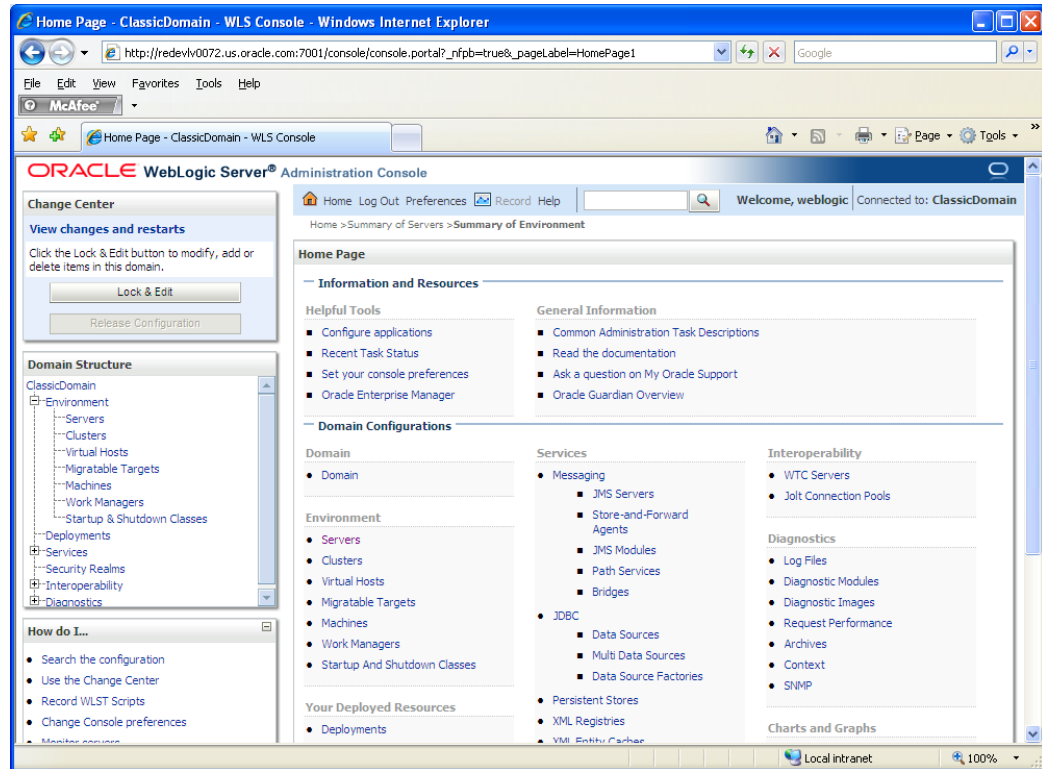 Home Page - ClassicDomain - WLS Console - Windows Internet Explorer
http://redevlv0072.us.oracle.com:7001/console/console.portal?_nfpb=true&_pageLabel=HomePage1
Google
File Edit View Favorites Tools Help
McAfee
Home Page - ClassicDomain - WLS Console
Page Tools
ORACLE WebLogic Server® Administration Console
Change Center
View changes and restarts
Click the Lock & Edit button to modify, add or
delete items in this domain.
Lock & Edit
Release Configuration
Domain Structure
ClassicDomain
Environment
Servers
Clusters
Virtual Hosts
Migratable Targets
Machines
Work Managers
Startup & Shutdown Classes
Deployments
Services
Security Realms
Interoperability
Diagnostics
How do I...
Search the configuration
Use the Change Center
Record WLST Scripts
Change Console preferences
Monitor servers
Home Log Out Preferences Record Help
Welcome, weblogic Connected to: ClassicDomain
Home >Summary of Servers >Summary of Environment
Home Page
Information and Resources
Helpful Tools
Configure applications
Recent Task Status
Set your console preferences
Oracle Enterprise Manager
General Information
Common Administration Task Descriptions
Read the documentation
Ask a question on My Oracle Support
Oracle Guardian Overview
Domain Configurations
Domain
Domain
Environment
Servers
Clusters
Virtual Hosts
Migratable Targets
Machines
Work Managers
Startup And Shutdown Classes
Your Deployed Resources
Deployments
Services
Messaging
JMS Servers
Store-and-Forward
Agents
JMS Modules
Path Services
Bridges
JDBC
Data Sources
Multi Data Sources
Data Source Factories
Persistent Stores
XML Registries
XML Entity Caches
Interoperability
WTC Servers
Jolt Connection Pools
Diagnostics
Log Files
Diagnostic Modules
Diagnostic Images
Request Performance
Archives
Context
SNMP
Charts and Graphs
Local intranet
100%